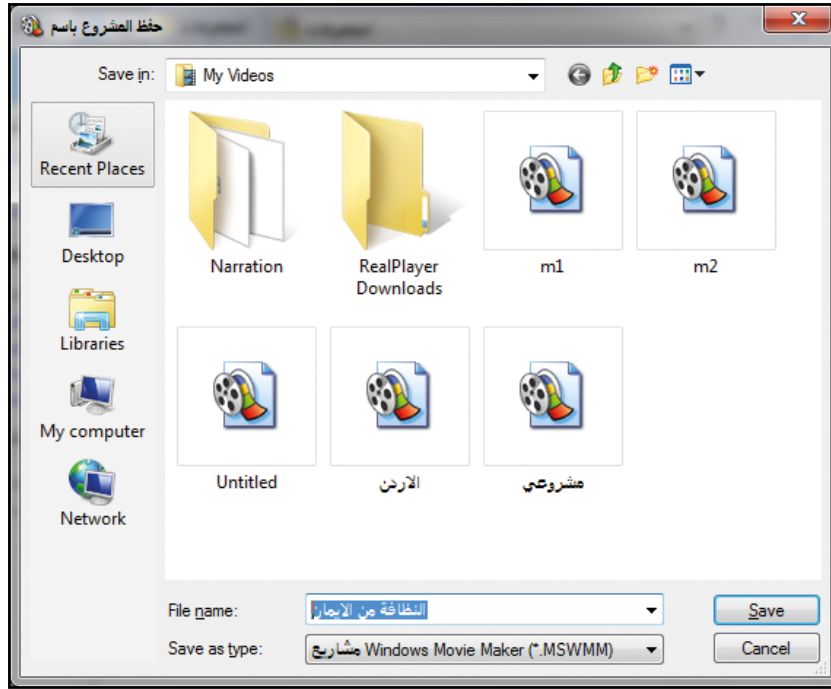 حفظ المشروع باسم
Save in: My Videos
Recent Places
Desktop
Libraries
My computer
Network
Narration
RealPlayer
Downloads
m1
m2
Untitled
الاردن
مشروعي
File name: النظافة من الايمان
Save
Save as type: مشاريع Windows Movie Maker (*.MSWMM)
Cancel